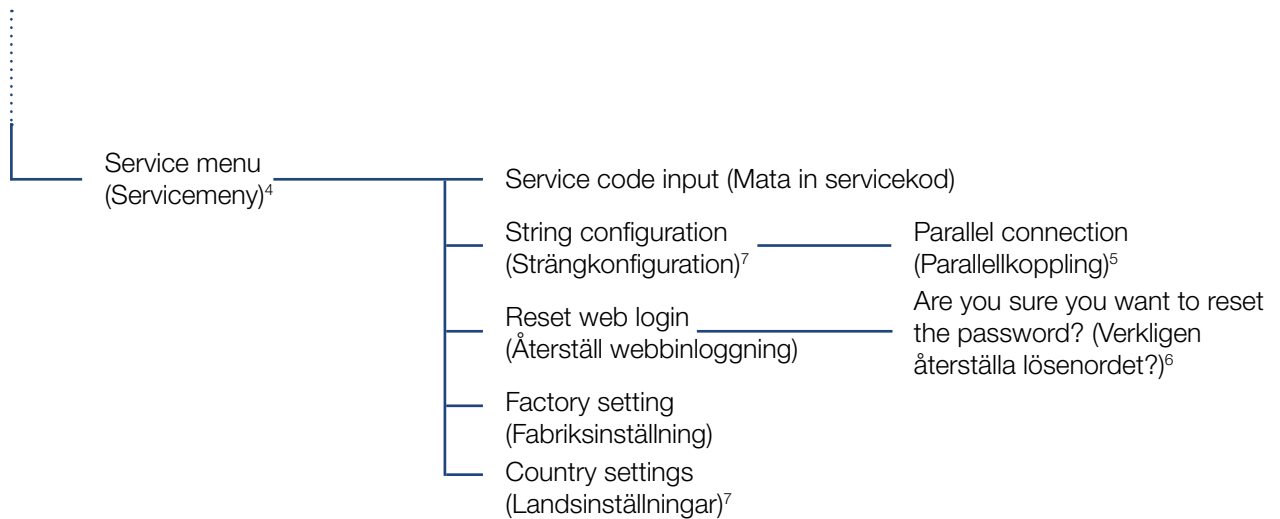 Service menu
(Servicemeny)⁴
Service code input (Mata in servicekod)
String configuration
(Strängkonfiguration)⁷
Parallel connection
(Parallellkoppling)⁵
Reset web login
(Återställ webbinloggning)
Are you sure you want to reset
the password? (Verkligen
återställa lösenordet?)⁶
Factory setting
(Fabriksinställning)
Country settings
(Landsinställningar)⁷